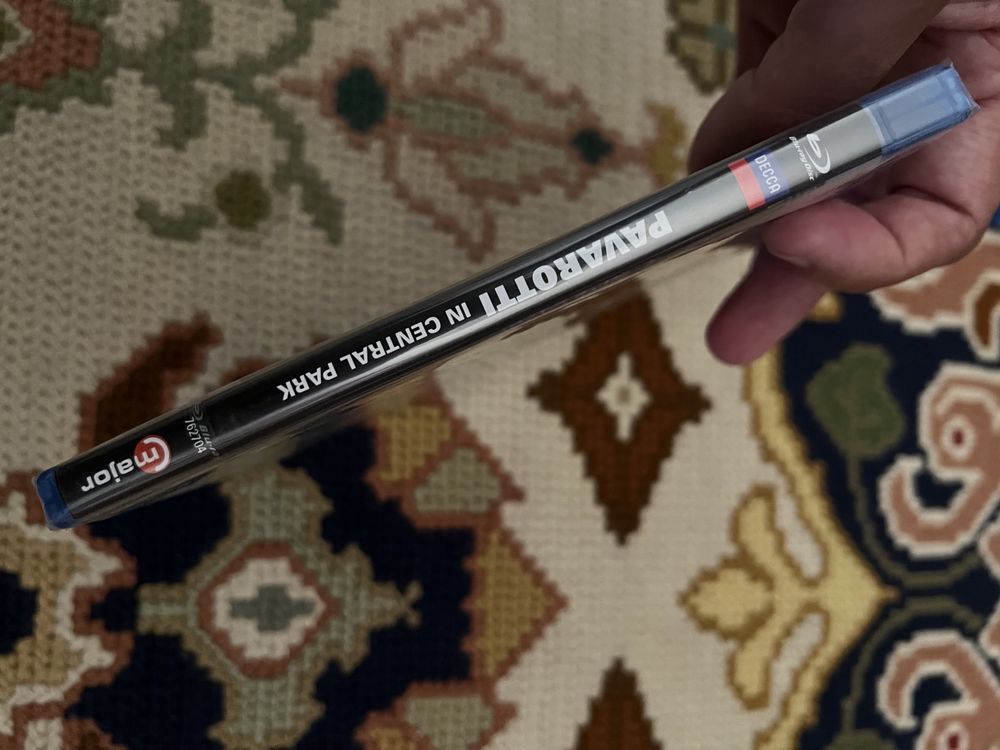 Blu-ray Disc
DECCA
PAVAROTTI IN CENTRAL PARK
762704
major